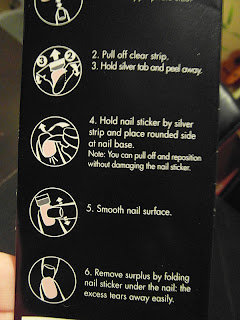 2. Pull off clear strip.
3. Hold silver tab and peel away.
4. Hold nail sticker by silver
strip and place rounded side
at nail base.
Note: You can pull off and reposition
without damaging the nail sticker.
5. Smooth nail surface.
6. Remove surplus by folding
nail sticker under the nail: the
excess tears away easily.